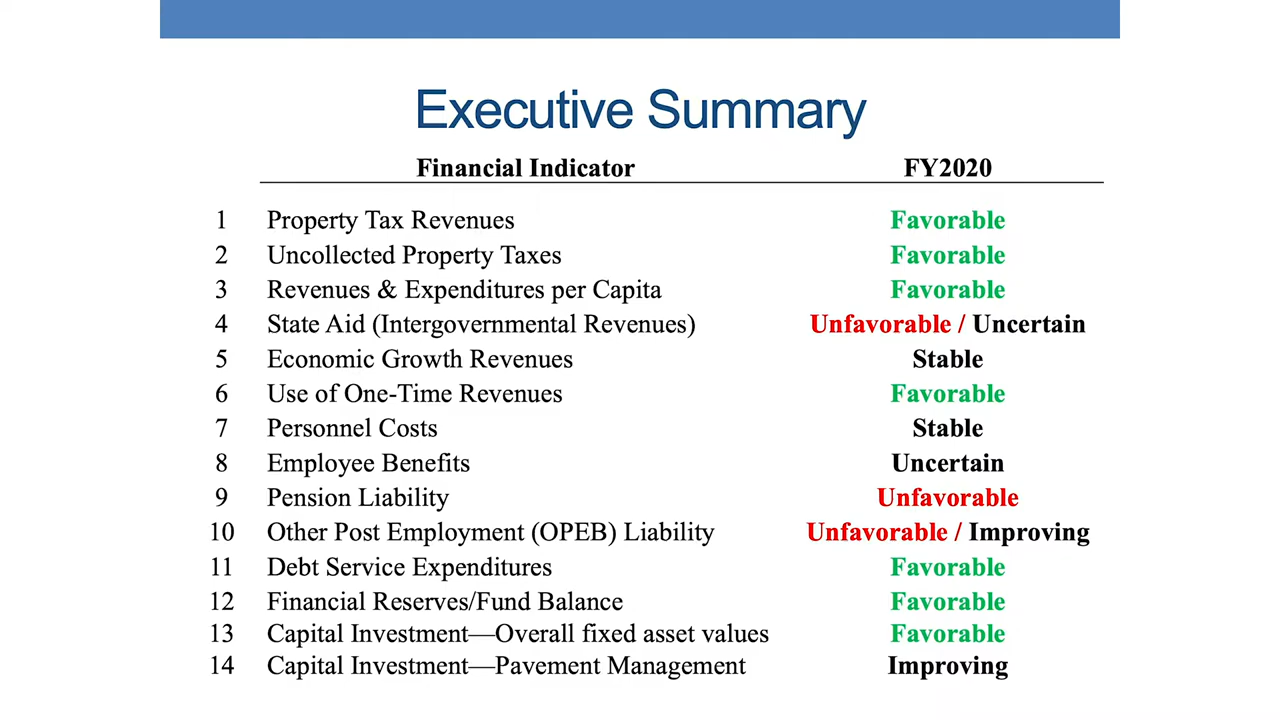 Executive Summary
Financial Indicator FY2020
1 Property Tax Revenues Favorable
2 Uncollected Property Taxes Favorable
3 Revenues & Expenditures per Capita Favorable
4 State Aid (Intergovernmental Revenues) Unfavorable / Uncertain
5 Economic Growth Revenues Stable
6 Use of One-Time Revenues Favorable
7 Personnel Costs Stable
8 Employee Benefits Uncertain
9 Pension Liability Unfavorable
10 Other Post Employment (OPEB) Liability Unfavorable / Improving
11 Debt Service Expenditures Favorable
12 Financial Reserves/Fund Balance Favorable
13 Capital Investment—Overall fixed asset values Favorable
14 Capital Investment—Pavement Management Improving